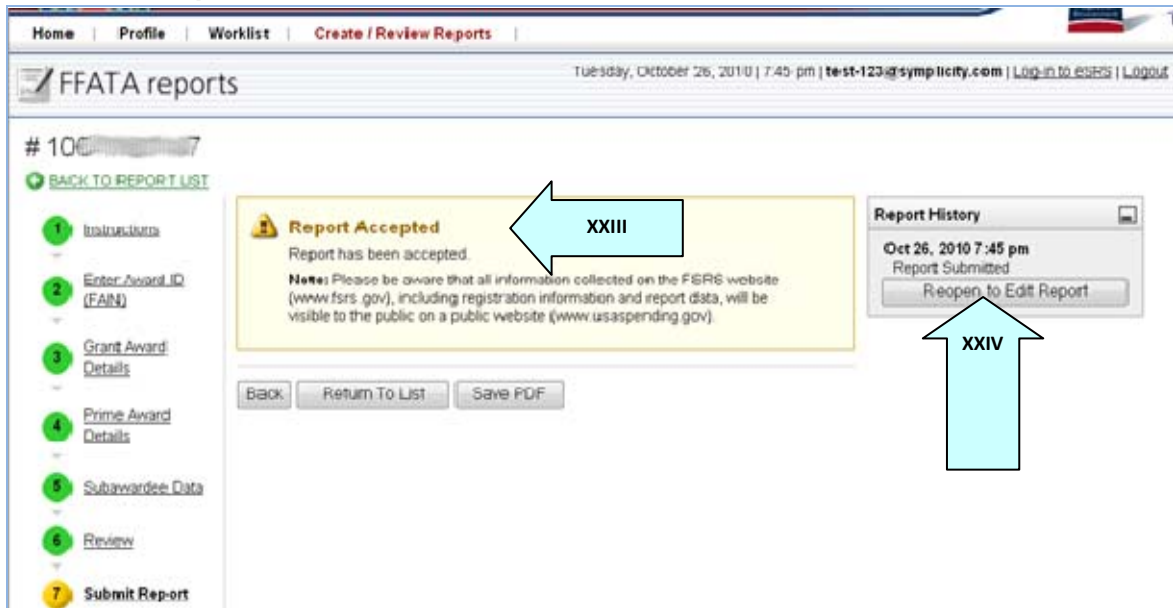 Home | Profile | Worklist | Create / Review Reports |
FFATA reports
Tuesday, October 26, 2010 | 7:45 pm | test-123@symplicity.com | Log-in to eSRS | Logout
# 10
7
BACK TO REPORT LIST
1 Instructions
2 Enter Award ID
(FAIN)
3 Grant Award
Details
4 Prime Award
Details
5 Subawardee Data
6 Review
7 Submit Report
Report Accepted
Report has been accepted.
Note: Please be aware that all information collected on the FSRS website
(www.fsrs.gov), including registration information and report data, will be
visible to the public on a public website (www.usaspending.gov).
XXIII
Back
Return To List
Save PDF
Report History
Oct 26, 2010 7:45 pm
Report Submitted
Reopen to Edit Report
XXIV